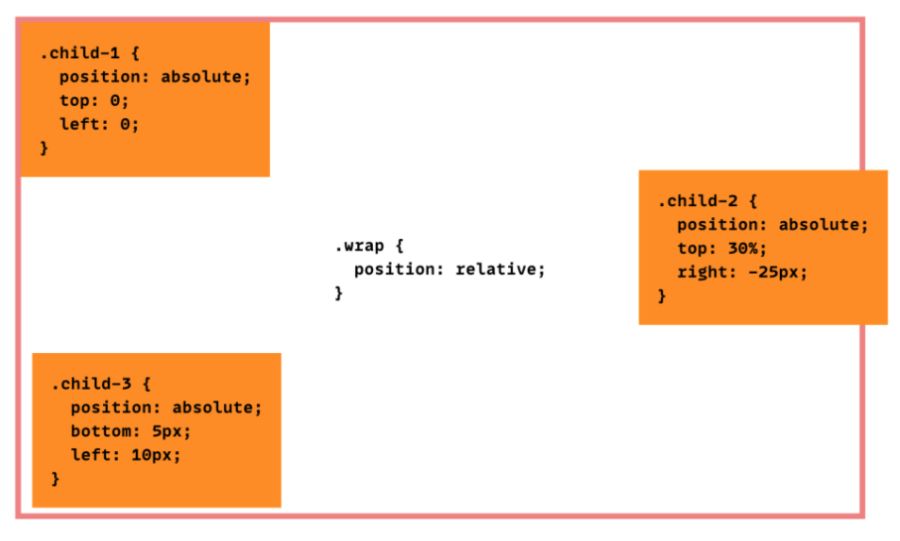 .child-1 {
  position: absolute;
  top: 0;
  left: 0;
}
.child-2 {
  position: absolute;
  top: 30%;
  right: -25px;
}
.wrap {
  position: relative;
}
.child-3 {
  position: absolute;
  bottom: 5px;
  left: 10px;
}